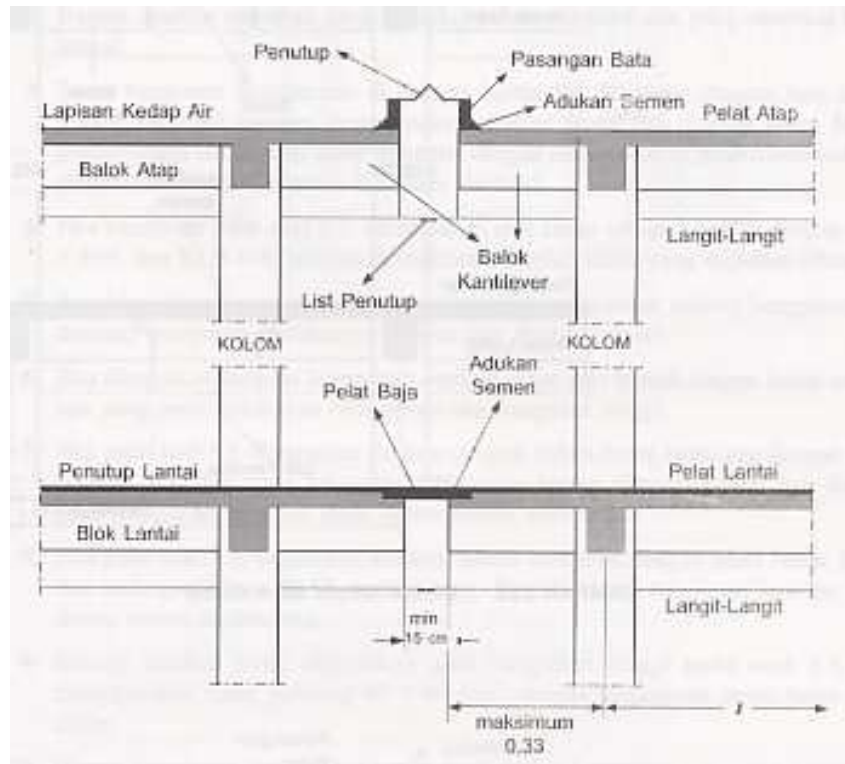 Penutup
Pasangan Bata
Adukan Semen
Lapisan Kedap Air
Pelat Atap
Balok Atap
Langit-Langit
Balok
Kantilever
List Penutup
KOLOM
KOLOM
Adukan
Semen
Pelat Baja
Penutup Lantai
Pelat Lantai
Blok Lantai
Langit-Langit
min
15 cm
maksimum
0,33
l